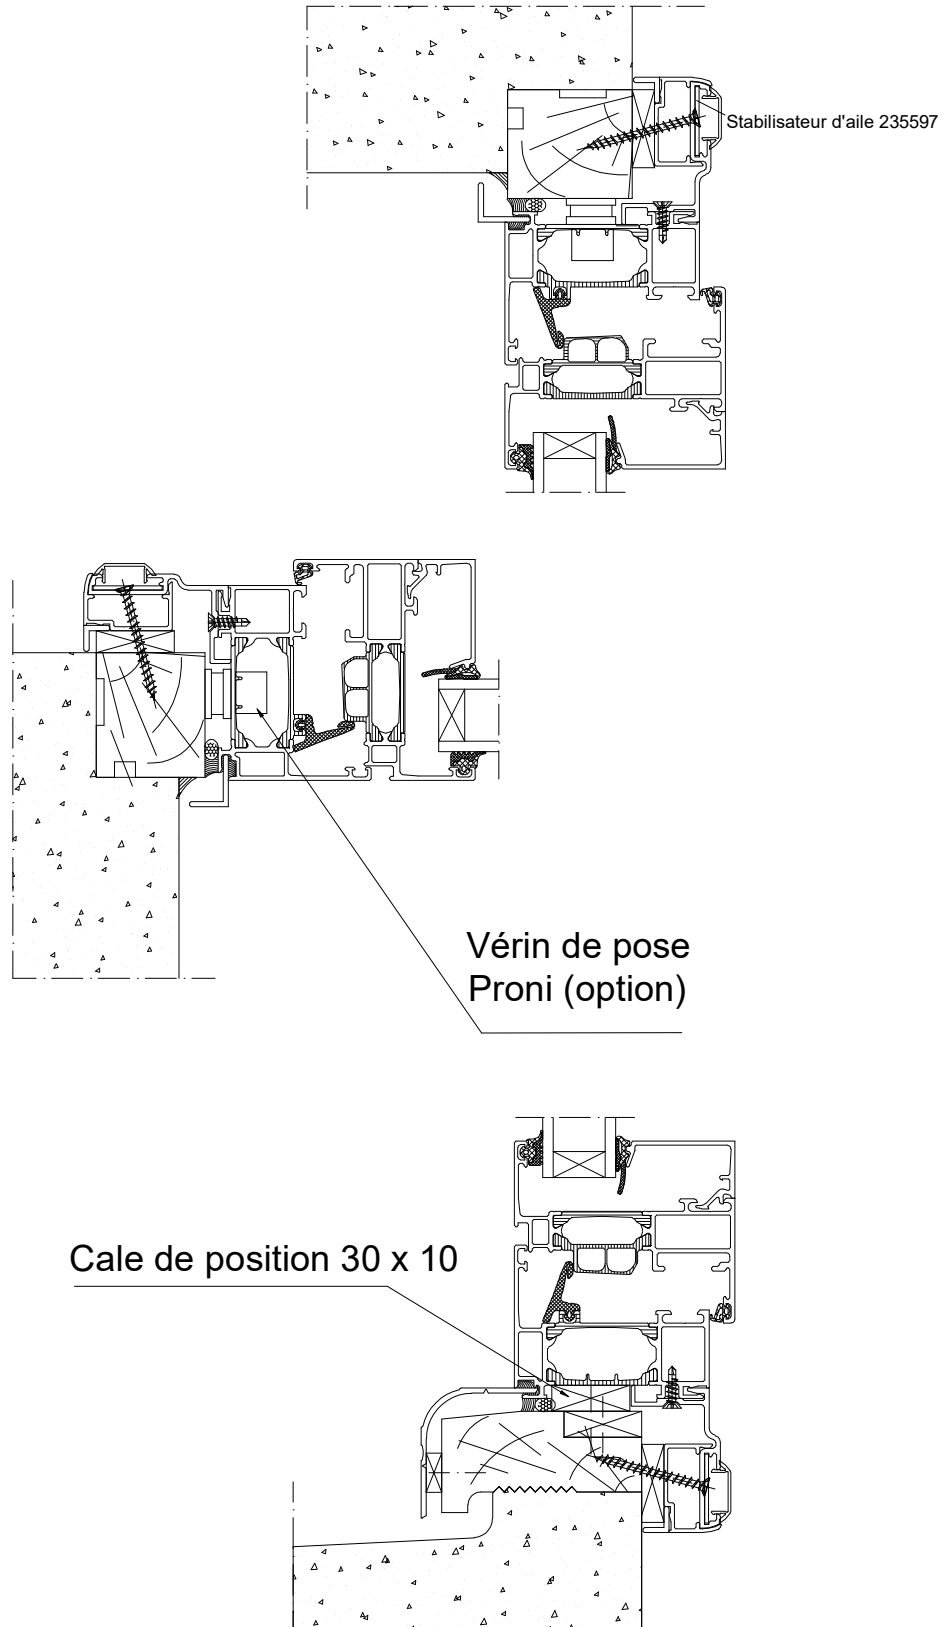 Stabilisateur d'aile 235597
Vérin de pose
Proni (option)
Cale de position 30 x 10